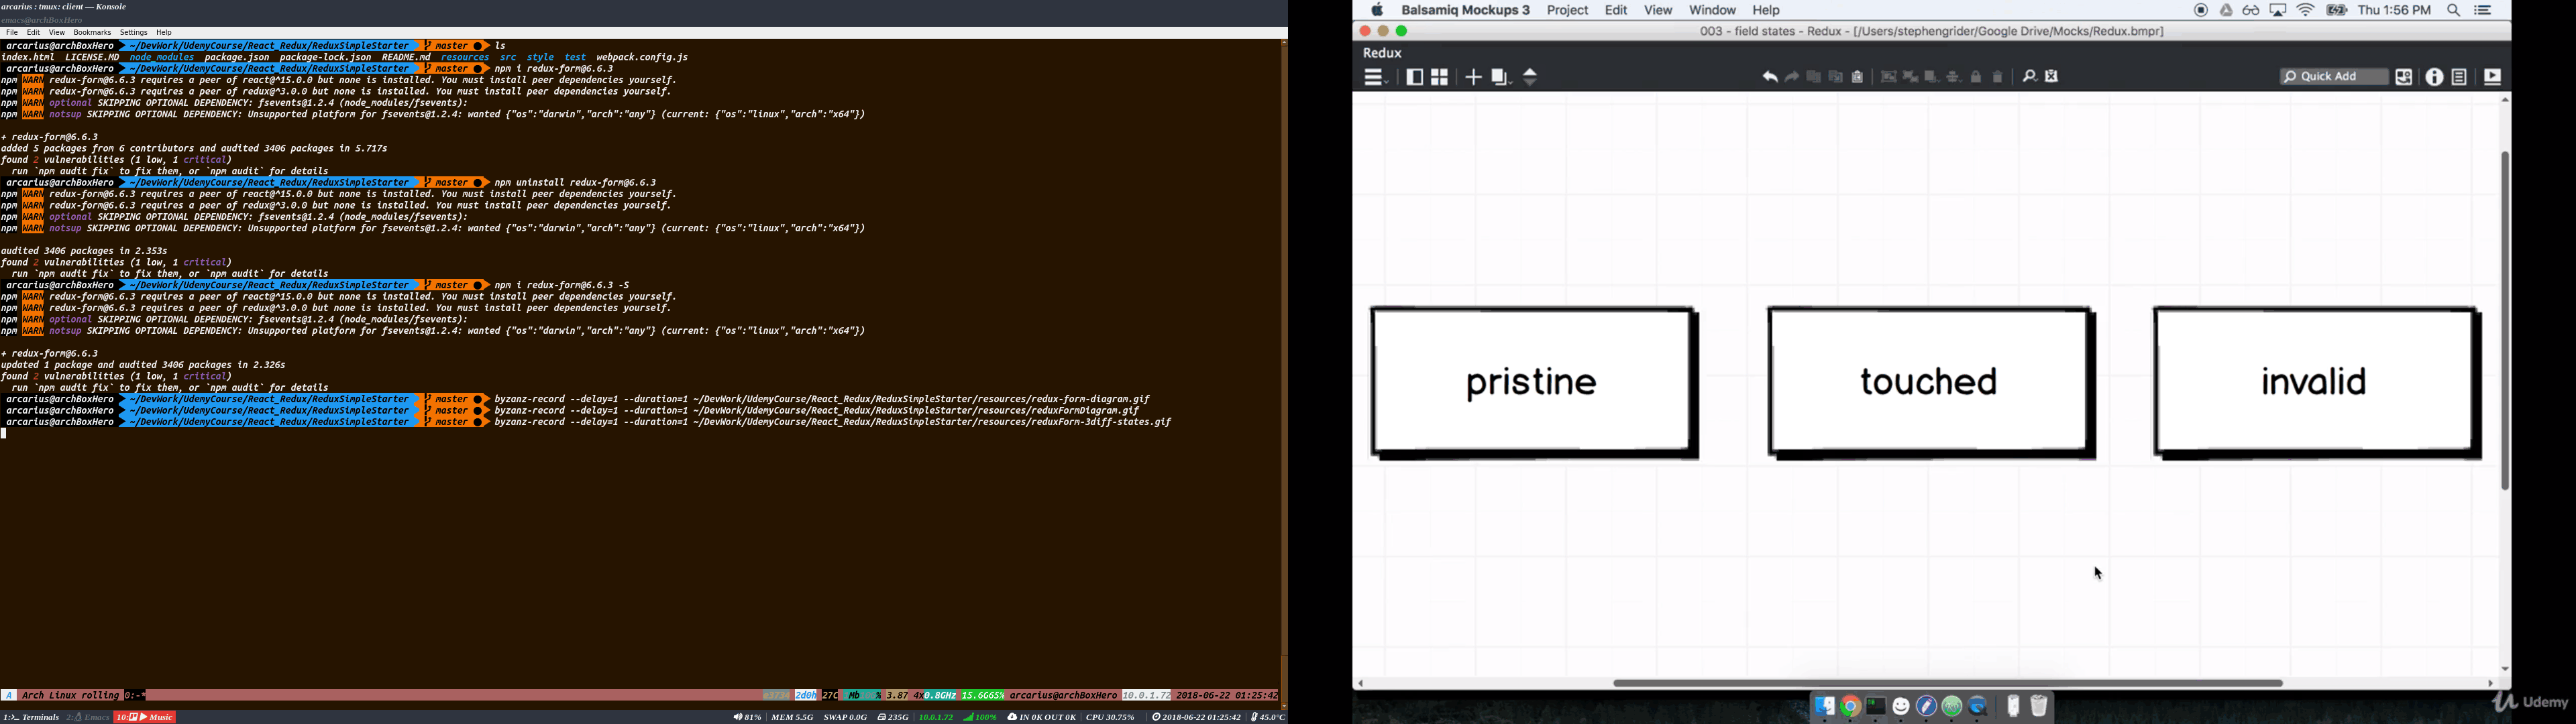 arcarius : tmux: client — Konsole
emacs@archBoxHero
File Edit View Bookmarks Settings Help
arcarius@archBoxHero ~/DevWork/UdemyCourse/React_Redux/ReduxSimpleStarter master ● ls
index.html LICENSE.MD node_modules package.json package-lock.json README.md resources src style test webpack.config.js
arcarius@archBoxHero ~/DevWork/UdemyCourse/React_Redux/ReduxSimpleStarter master ● npm i redux-form@6.6.3
npm WARN redux-form@6.6.3 requires a peer of react@^15.0.0 but none is installed. You must install peer dependencies yourself.
npm WARN redux-form@6.6.3 requires a peer of redux@^3.0.0 but none is installed. You must install peer dependencies yourself.
npm WARN optional SKIPPING OPTIONAL DEPENDENCY: fsevents@1.2.4 (node_modules/fsevents):
npm WARN notsup SKIPPING OPTIONAL DEPENDENCY: Unsupported platform for fsevents@1.2.4: wanted {"os":"darwin","arch":"any"} (current: {"os":"linux","arch":"x64"})
+ redux-form@6.6.3
added 5 packages from 6 contributors and audited 3406 packages in 5.717s
found 2 vulnerabilities (1 low, 1 critical)
run `npm audit fix` to fix them, or `npm audit` for details
arcarius@archBoxHero ~/DevWork/UdemyCourse/React_Redux/ReduxSimpleStarter master ● npm uninstall redux-form@6.6.3
npm WARN redux-form@6.6.3 requires a peer of react@^15.0.0 but none is installed. You must install peer dependencies yourself.
npm WARN redux-form@6.6.3 requires a peer of redux@^3.0.0 but none is installed. You must install peer dependencies yourself.
npm WARN optional SKIPPING OPTIONAL DEPENDENCY: fsevents@1.2.4 (node_modules/fsevents):
npm WARN notsup SKIPPING OPTIONAL DEPENDENCY: Unsupported platform for fsevents@1.2.4: wanted {"os":"darwin","arch":"any"} (current: {"os":"linux","arch":"x64"})
audited 3406 packages in 2.353s
found 2 vulnerabilities (1 low, 1 critical)
run `npm audit fix` to fix them, or `npm audit` for details
arcarius@archBoxHero ~/DevWork/UdemyCourse/React_Redux/ReduxSimpleStarter master ● npm i redux-form@6.6.3 -S
npm WARN redux-form@6.6.3 requires a peer of react@^15.0.0 but none is installed. You must install peer dependencies yourself.
npm WARN redux-form@6.6.3 requires a peer of redux@^3.0.0 but none is installed. You must install peer dependencies yourself.
npm WARN optional SKIPPING OPTIONAL DEPENDENCY: fsevents@1.2.4 (node_modules/fsevents):
npm WARN notsup SKIPPING OPTIONAL DEPENDENCY: Unsupported platform for fsevents@1.2.4: wanted {"os":"darwin","arch":"any"} (current: {"os":"linux","arch":"x64"})
+ redux-form@6.6.3
updated 1 package and audited 3406 packages in 2.326s
found 2 vulnerabilities (1 low, 1 critical)
run `npm audit fix` to fix them, or `npm audit` for details
arcarius@archBoxHero ~/DevWork/UdemyCourse/React_Redux/ReduxSimpleStarter master ● byzanz-record --delay=1 --duration=1 ~/DevWork/UdemyCourse/React_Redux/ReduxSimpleStarter/resources/redux-form-diagram.gif
arcarius@archBoxHero ~/DevWork/UdemyCourse/React_Redux/ReduxSimpleStarter master ● byzanz-record --delay=1 --duration=1 ~/DevWork/UdemyCourse/React_Redux/ReduxSimpleStarter/resources/reduxFormDiagram.gif
arcarius@archBoxHero ~/DevWork/UdemyCourse/React_Redux/ReduxSimpleStarter master ● byzanz-record --delay=1 --duration=1 ~/DevWork/UdemyCourse/React_Redux/ReduxSimpleStarter/resources/reduxForm-3diff-states.gif
A Arch Linux rolling 0:-* 2d0h 27C Mb % 3.87 4x0.8GHz 15.6G65% arcarius@archBoxHero 10.0.1.72 2018-06-22 01:25:42
1: Terminals 2: Emacs 10: Music 81% | MEM 5.5G SWAP 0.0G 235G | 10.0.1.72 100% | IN 0K OUT 0K | CPU 30.75% | 2018-06-22 01:25:42 | 45.0°C
Balsamiq Mockups 3 Project Edit View Window Help Thu 1:56 PM
003 - field states - Redux - [/Users/stephengrider/Google Drive/Mocks/Redux.bmpr]
Redux
Quick Add
pristine
touched
invalid
Udemy